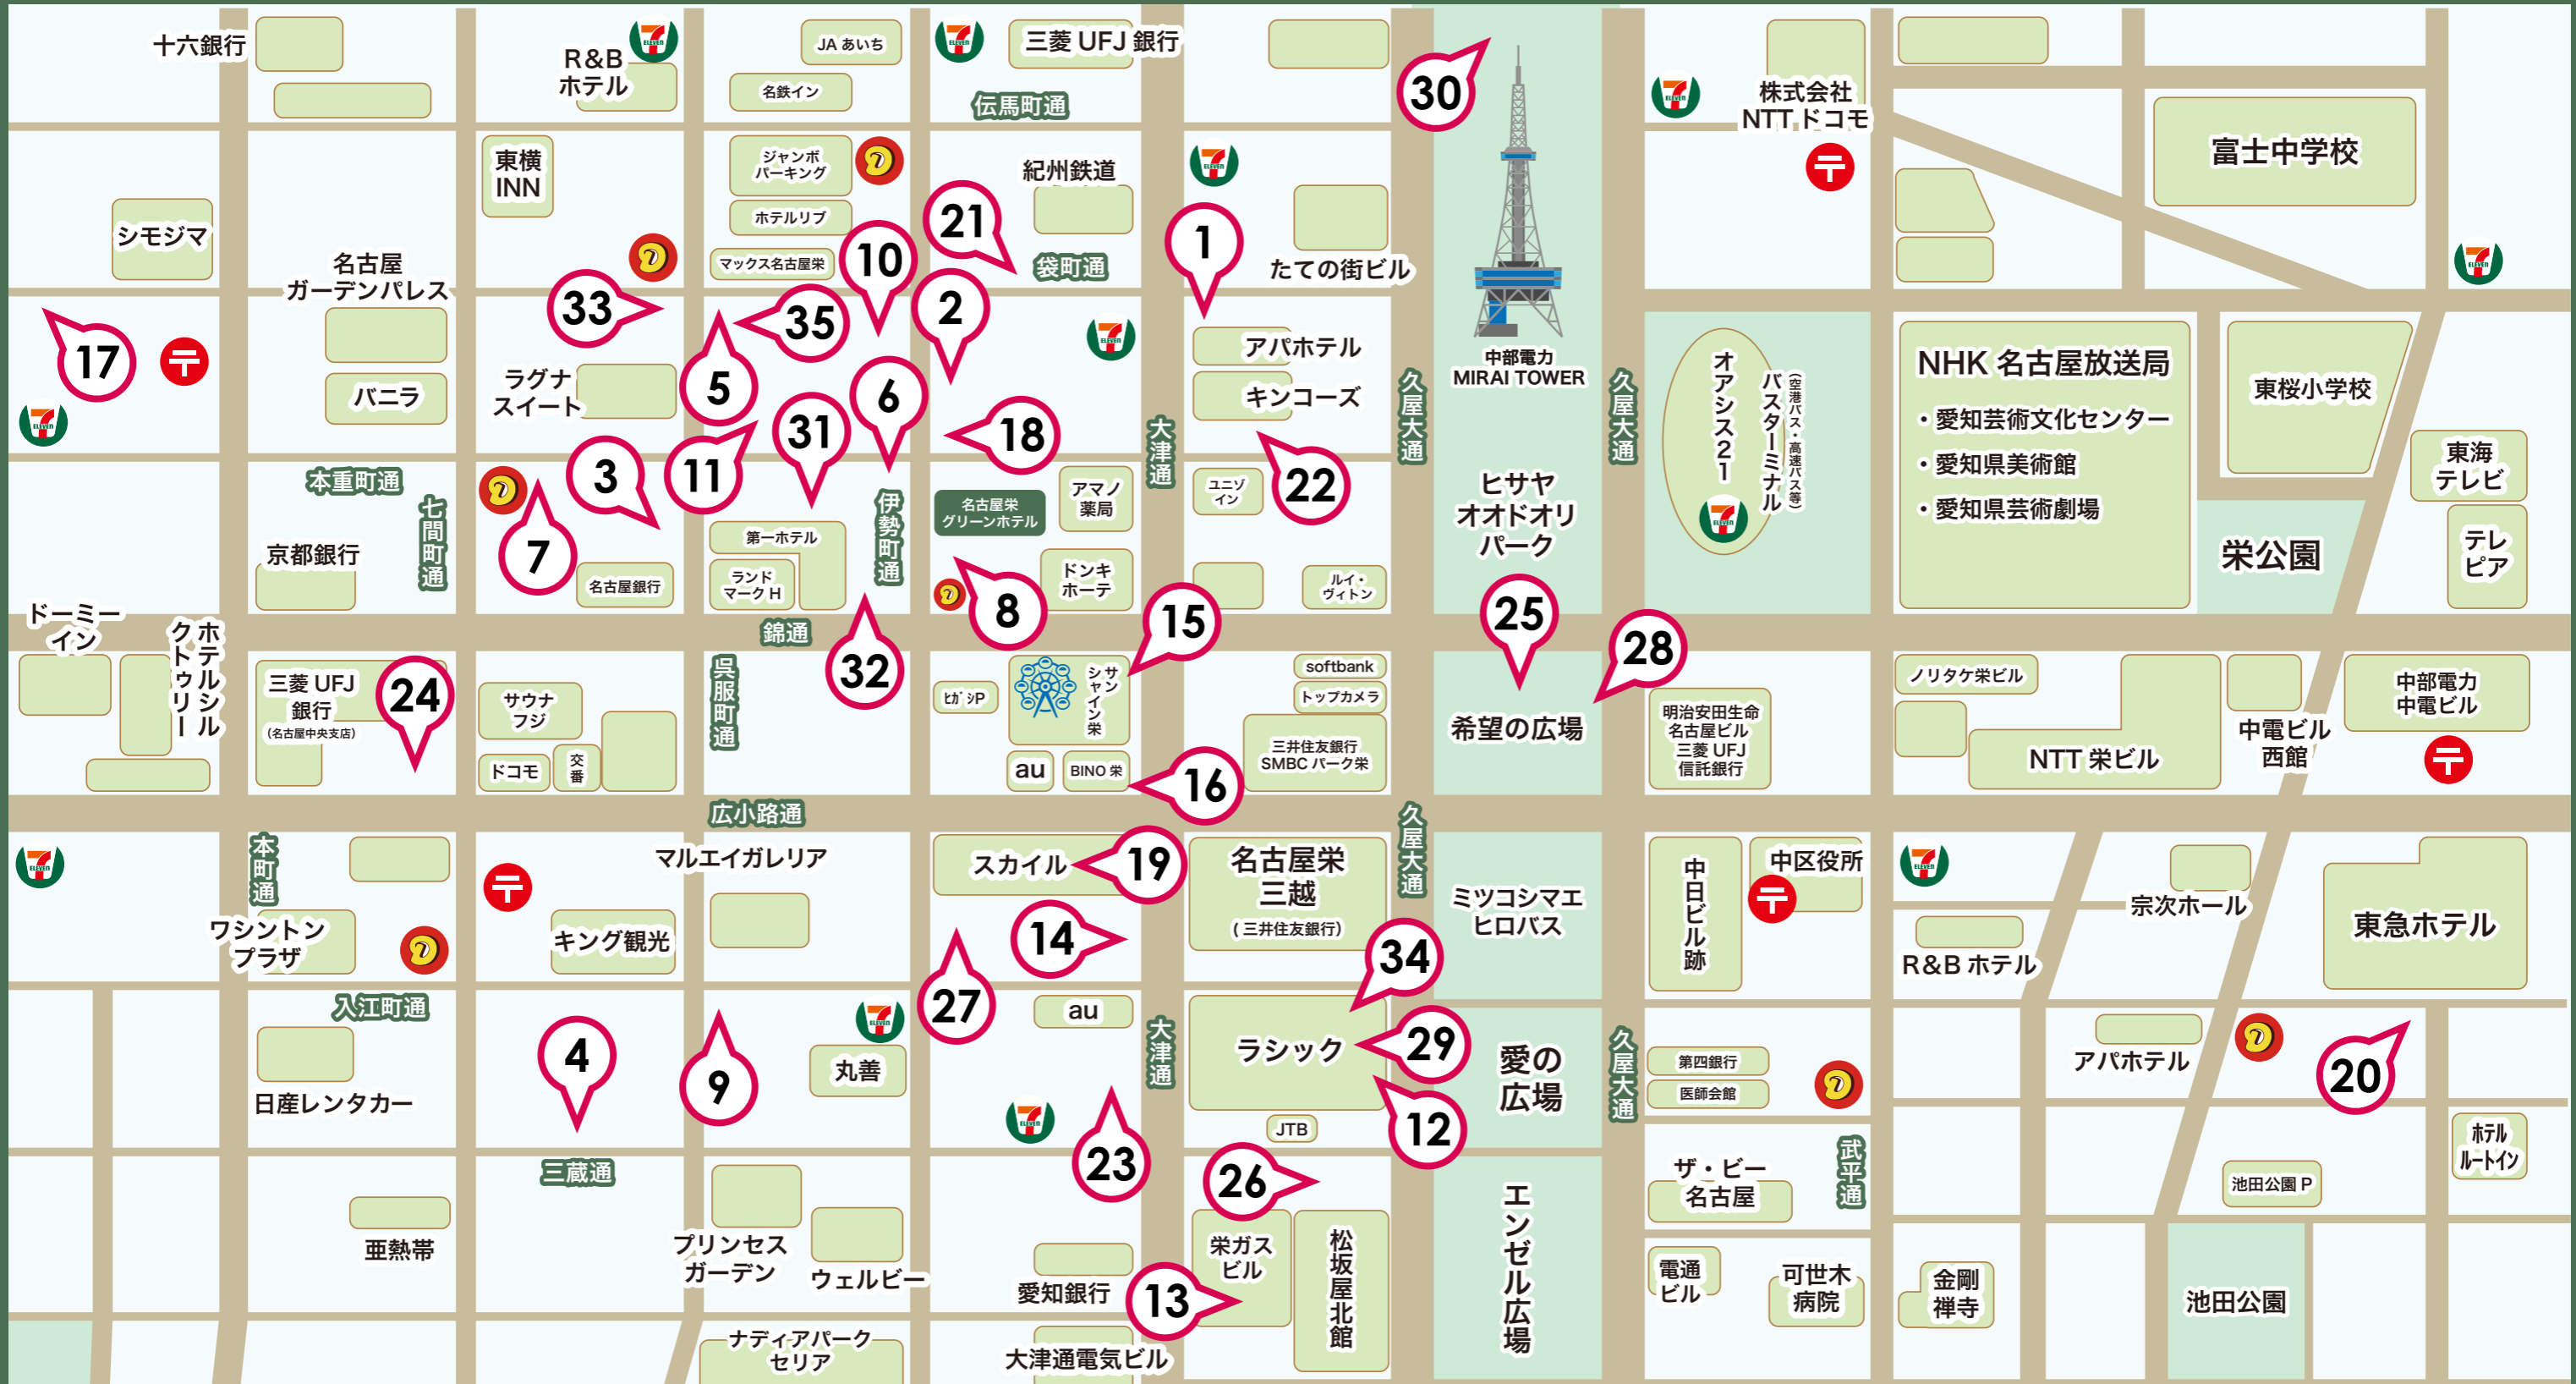 十六銀行
R&B
ホテル
JA あいち
三菱 UFJ 銀行
名鉄イン
伝馬町通
30
株式会社
NTT ドコモ
富士中学校
東横
INN
ジャンボ
パーキング
紀州鉄道
ホテルリブ
シモジマ
21
1
10
マックス名古屋栄
袋町通
たての街ビル
名古屋
ガーデンパレス
33
35
2
17
アパホテル
中部電力
MIRAI TOWER
キンコーズ
バニラ
ラグナ
スイート
5
6
31
18
3
11
22
大津通
久屋大通
久屋大通
オアシス21
バスターミナル
(空港バス・高速バス等)
NHK 名古屋放送局
・愛知芸術文化センター
・愛知県美術館
・愛知県芸術劇場
東桜小学校
東海
テレビ
テレ
ピア
栄公園
本重町通
七間町通
伊勢町通
名古屋栄
グリーンホテル
アマノ
薬局
ユニゾ
イン
ヒサヤ
オオドオリ
パーク
京都銀行
7
名古屋銀行
第一ホテル
ランド
マーク H
8
ドンキ
ホーテ
ルイ・
ヴィトン
15
25
28
ドーミー
イン
ホテルシル
クトゥリー
錦通
呉服町通
32
三菱 UFJ
銀行
(名古屋中央支店)
24
サウナ
フジ
ドコモ
交番
ヒガシP
サン
シャイン栄
au
BINO 栄
16
softbank
トップカメラ
三井住友銀行
SMBC パーク栄
希望の広場
明治安田生命
名古屋ビル
三菱 UFJ
信託銀行
ノリタケ栄ビル
NTT 栄ビル
中電ビル
西館
中部電力
中電ビル
広小路通
本町通
マルエイガレリア
スカイル
19
名古屋栄
三越
(三井住友銀行)
久屋大通
ミツコシマエ
ヒロバス
中日ビル跡
中区役所
宗次ホール
R&B ホテル
東急ホテル
ワシントン
プラザ
キング観光
14
34
入江町通
27
au
ラシック
29
愛の
広場
大津通
久屋大通
第四銀行
医師会館
アパホテル
20
日産レンタカー
4
9
丸善
JTB
12
23
26
三蔵通
ザ・ビー
名古屋
武平通
ホテル
ルートイン
池田公園 P
亜熱帯
プリンセス
ガーデン
ウェルビー
愛知銀行
13
栄ガス
ビル
松坂屋北館
エンゼル広場
電通
ビル
可世木
病院
金剛
禅寺
池田公園
ナディアパーク
セリア
大津通電気ビル